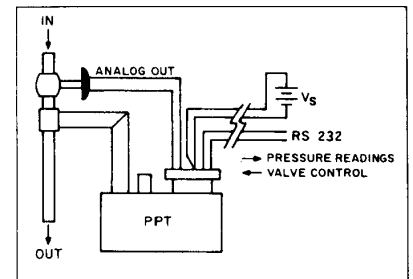 IN
ANALOG OUT
Vs
RS 232
→ PRESSURE READINGS
← VALVE CONTROL
PPT
OUT